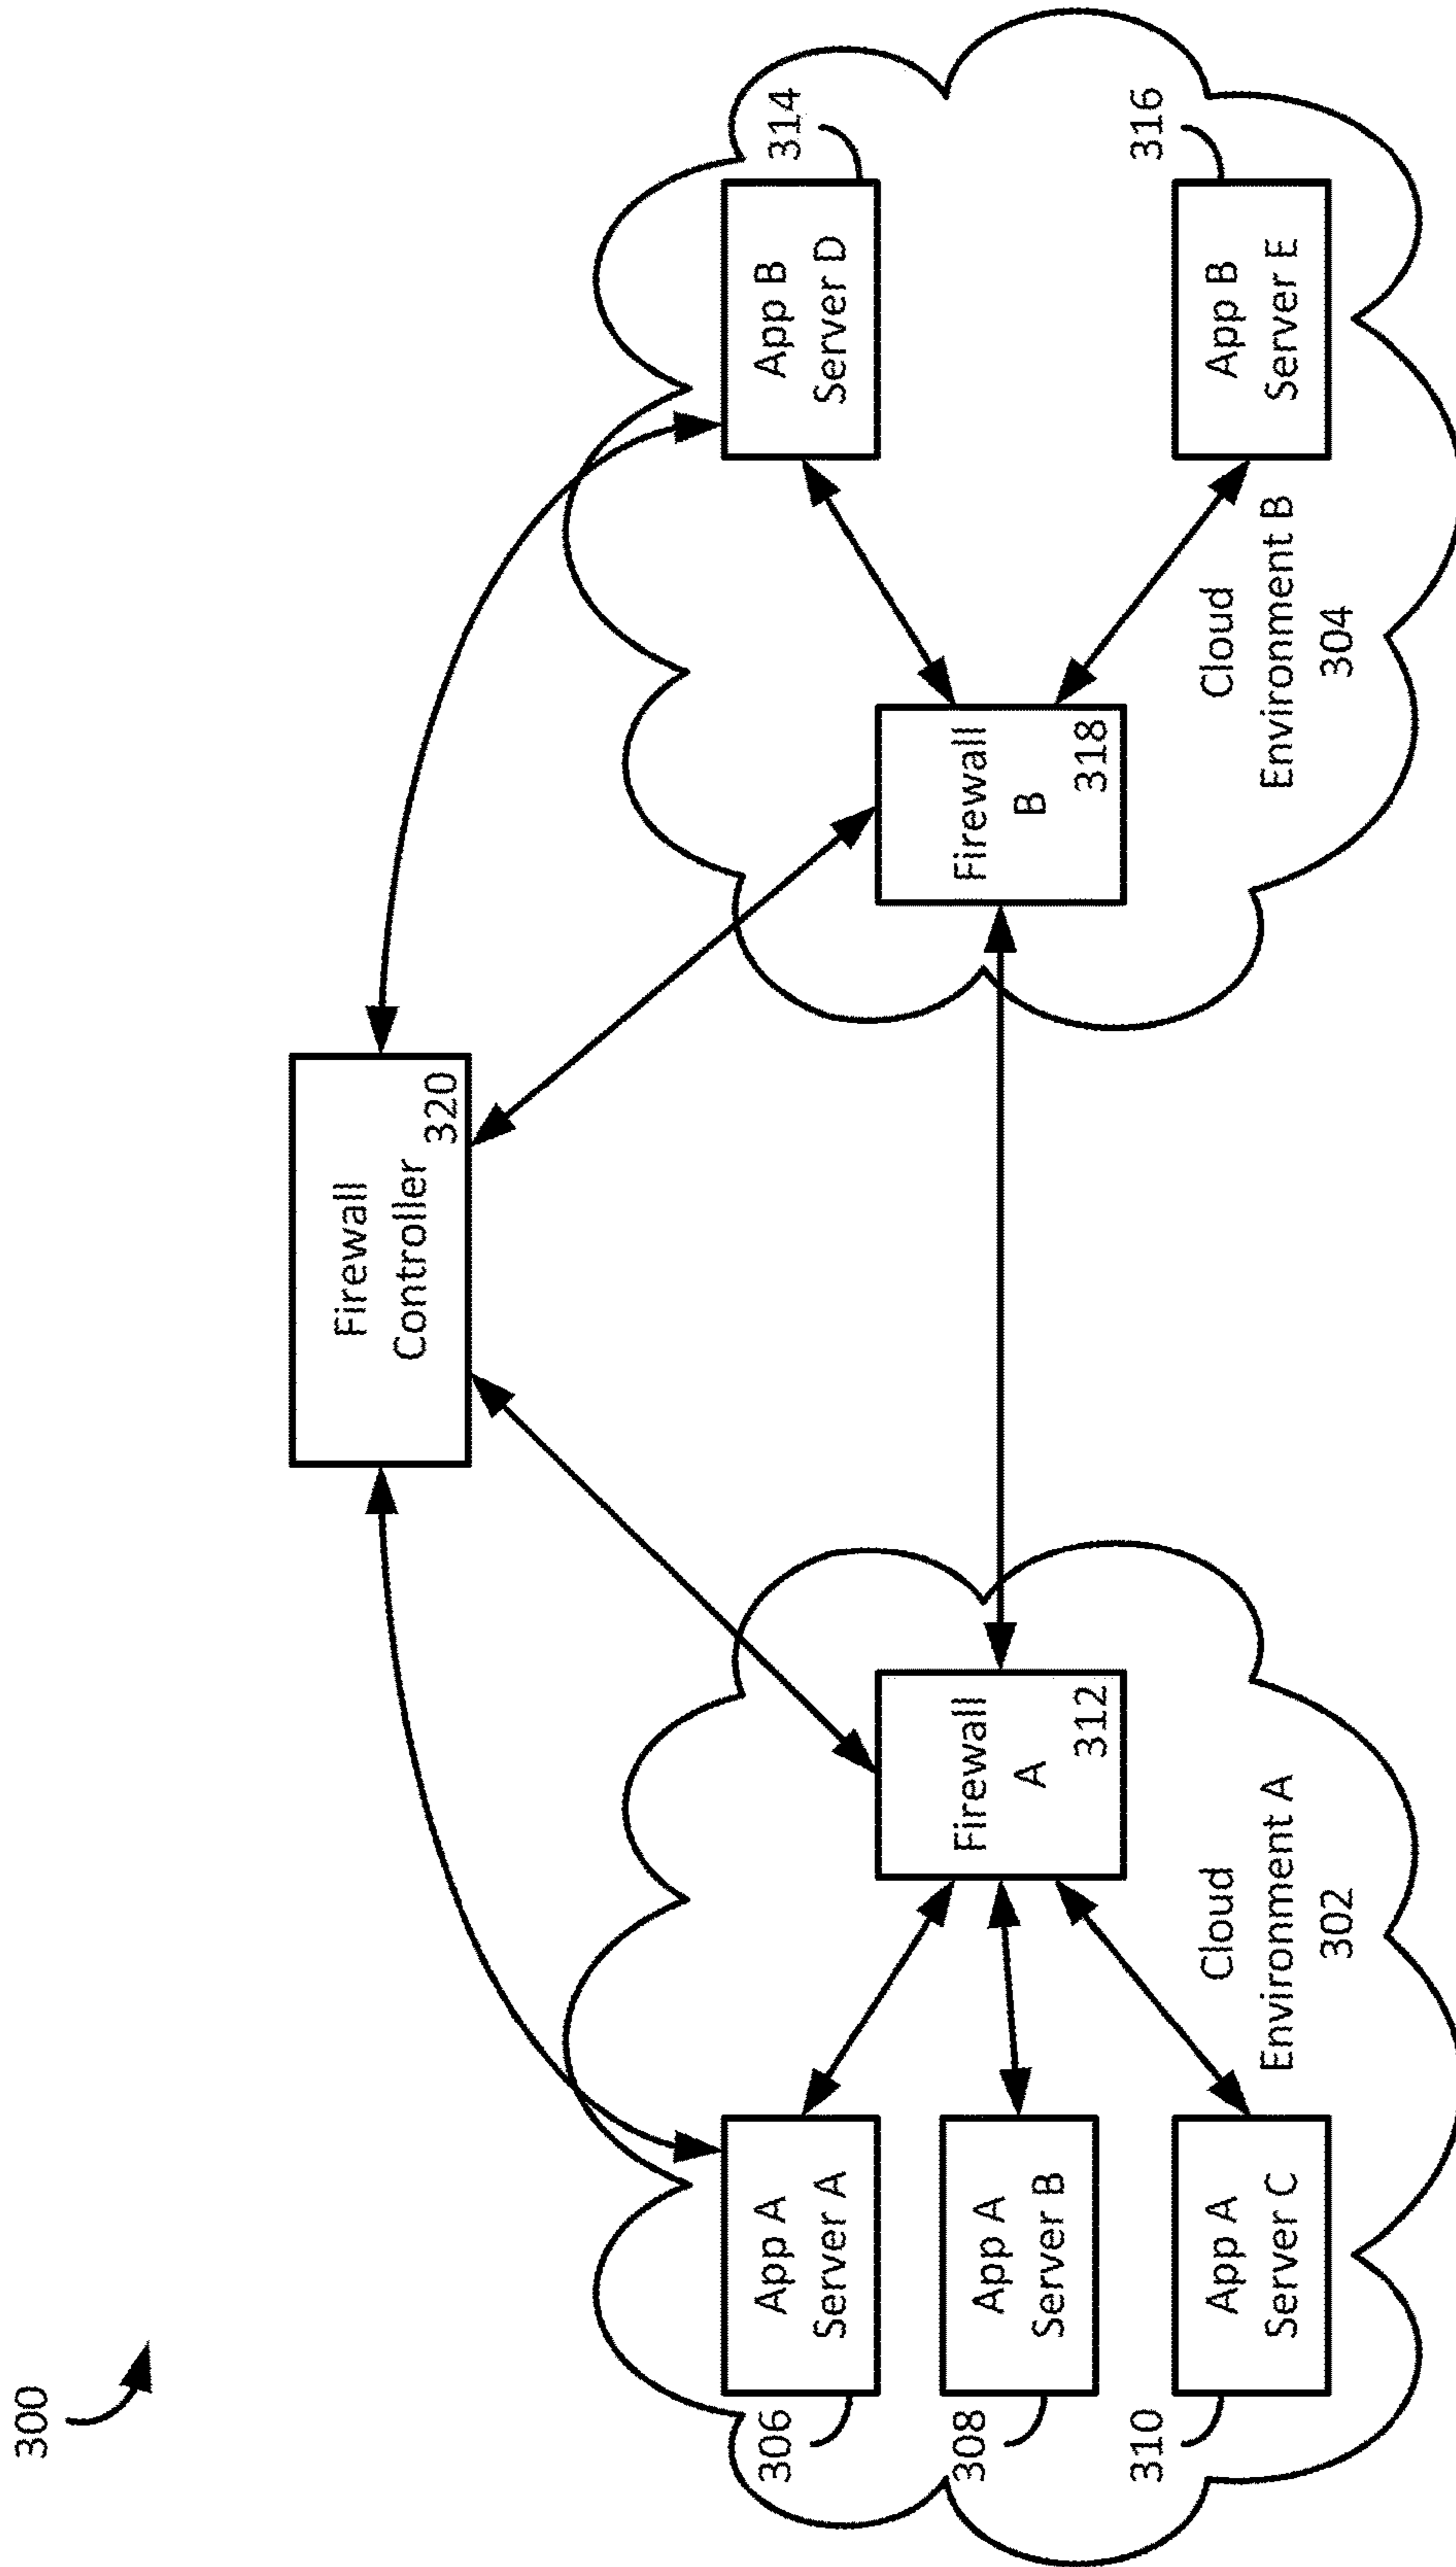 300
Firewall
Controller
320
306
App A
Server A
308
App A
Server B
310
App A
Server C
Firewall
A
312
Cloud
Environment A
302
Firewall
B
318
Cloud
Environment B
304
App B
Server D
314
App B
Server E
316